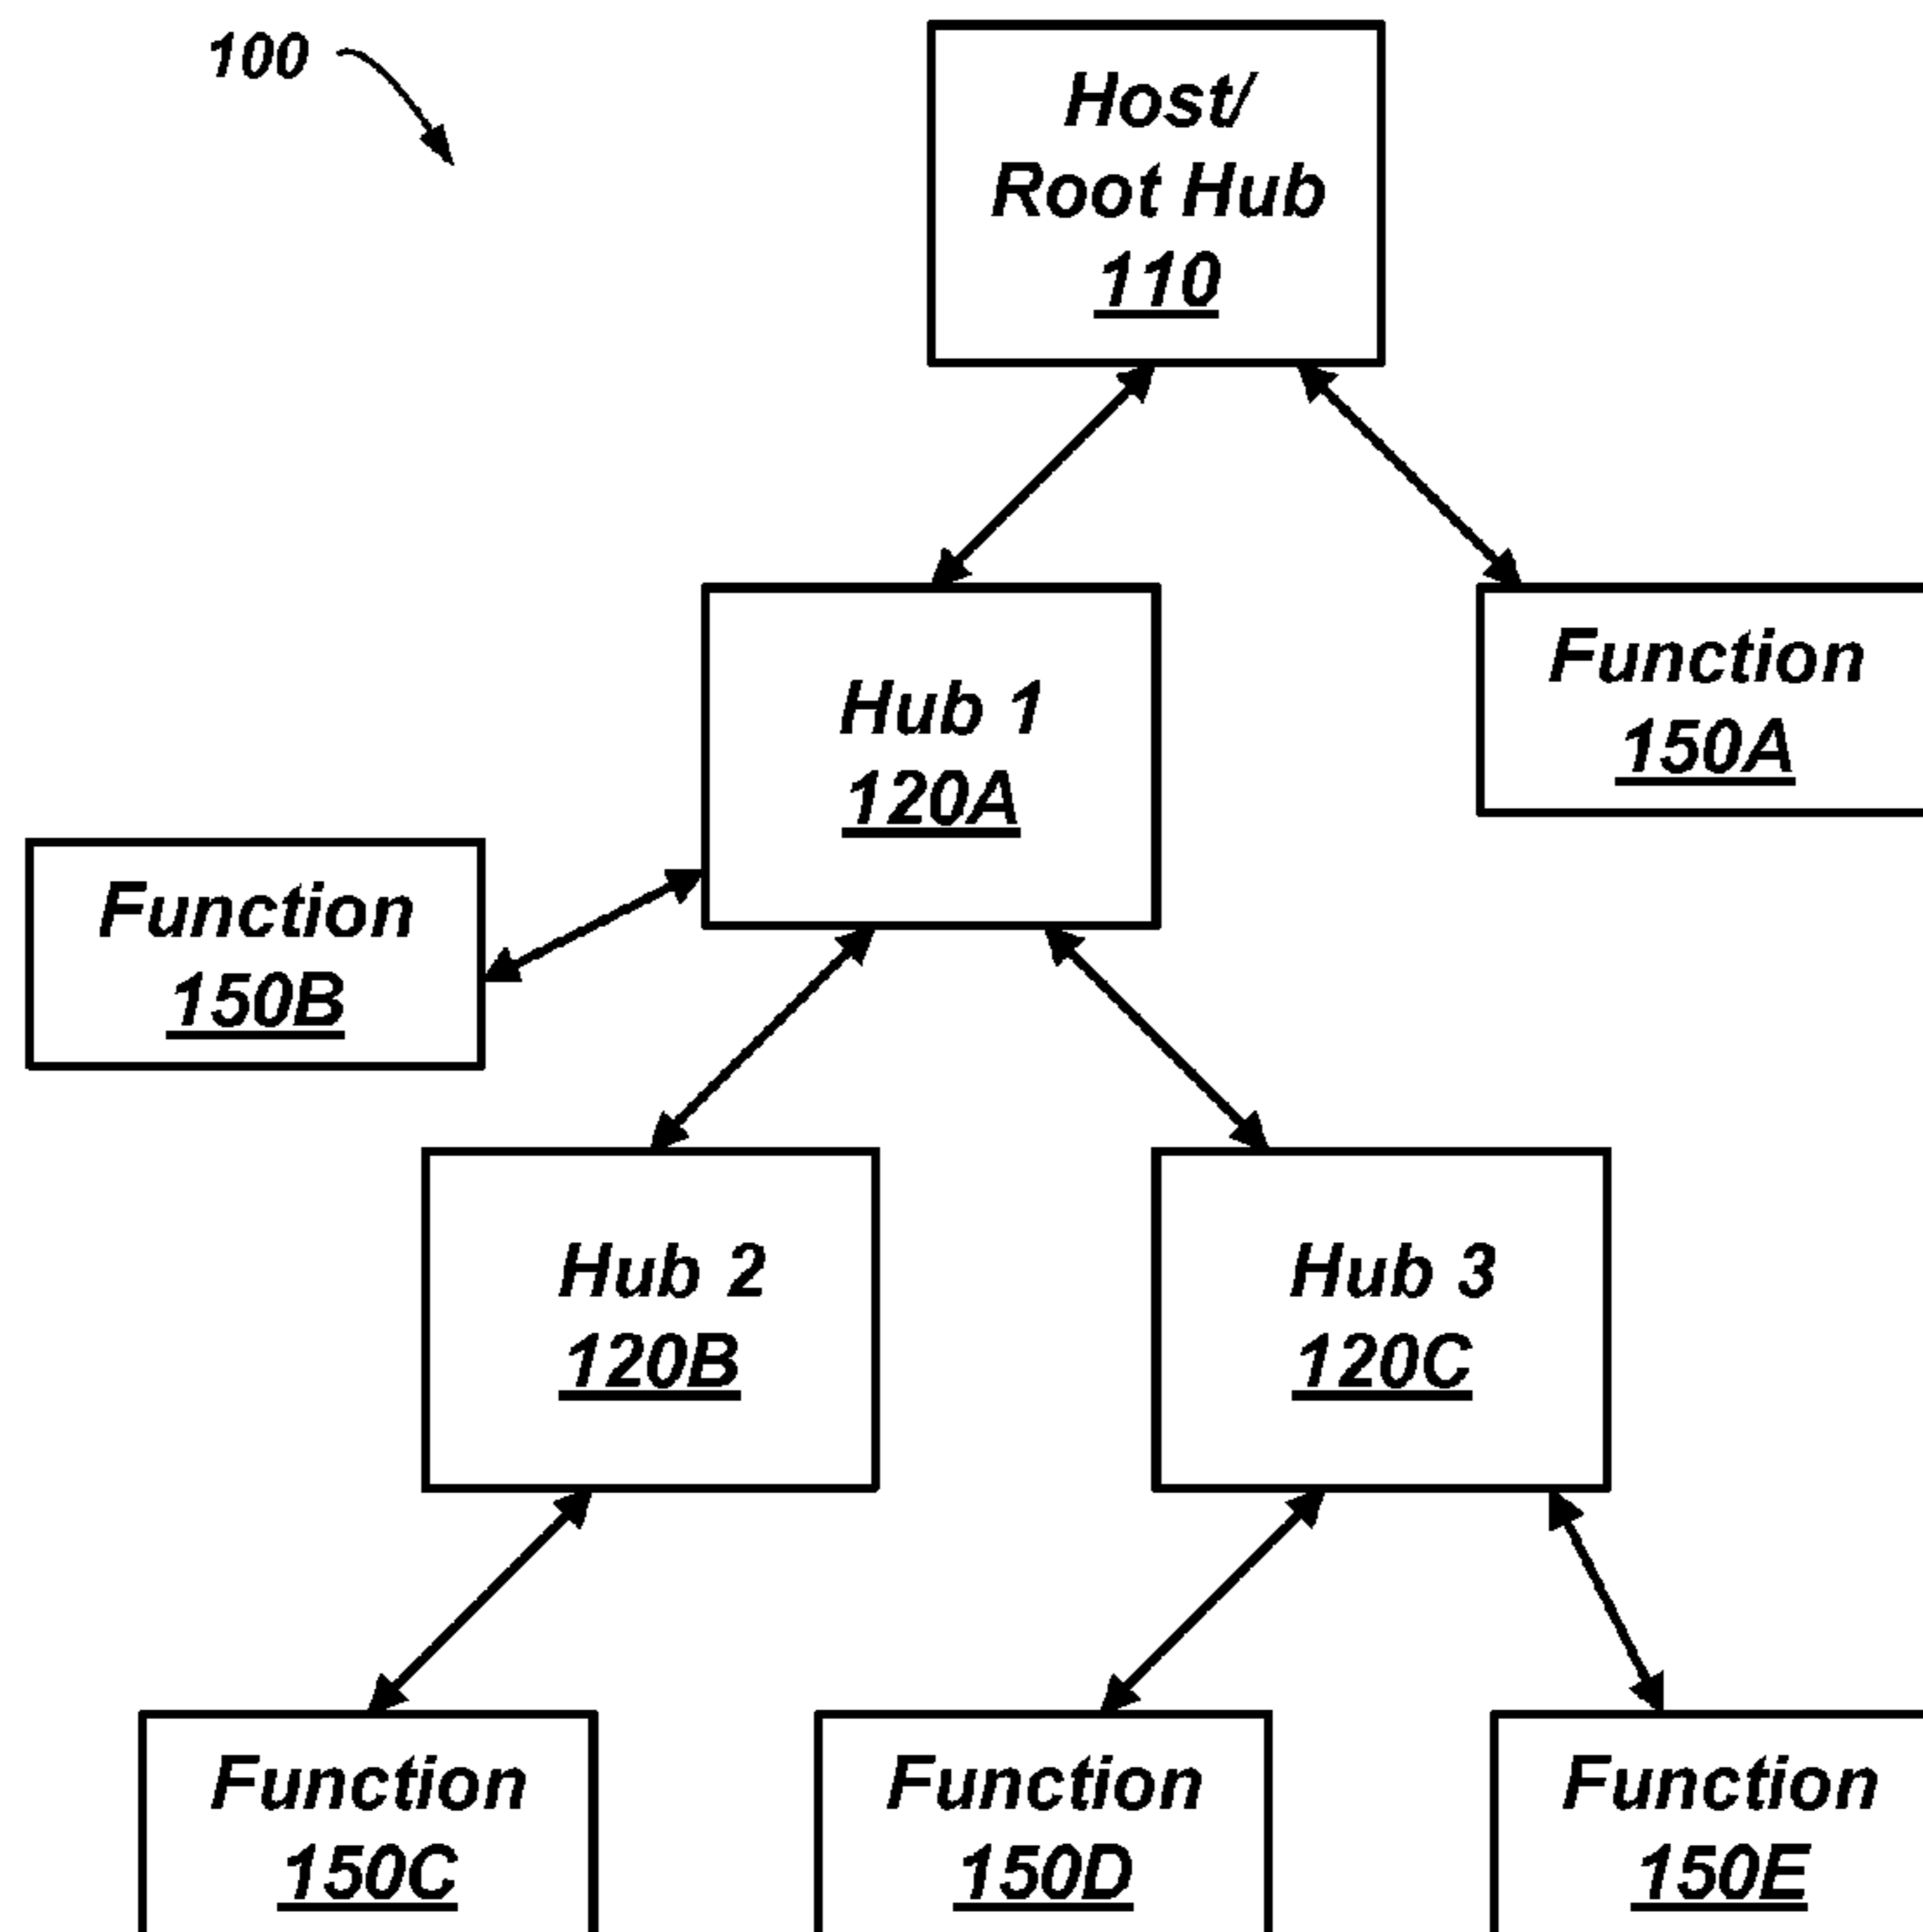 100
Host/
Root Hub
110
Hub 1
120A
Function
150A
Function
150B
Hub 2
120B
Hub 3
120C
Function
150C
Function
150D
Function
150E